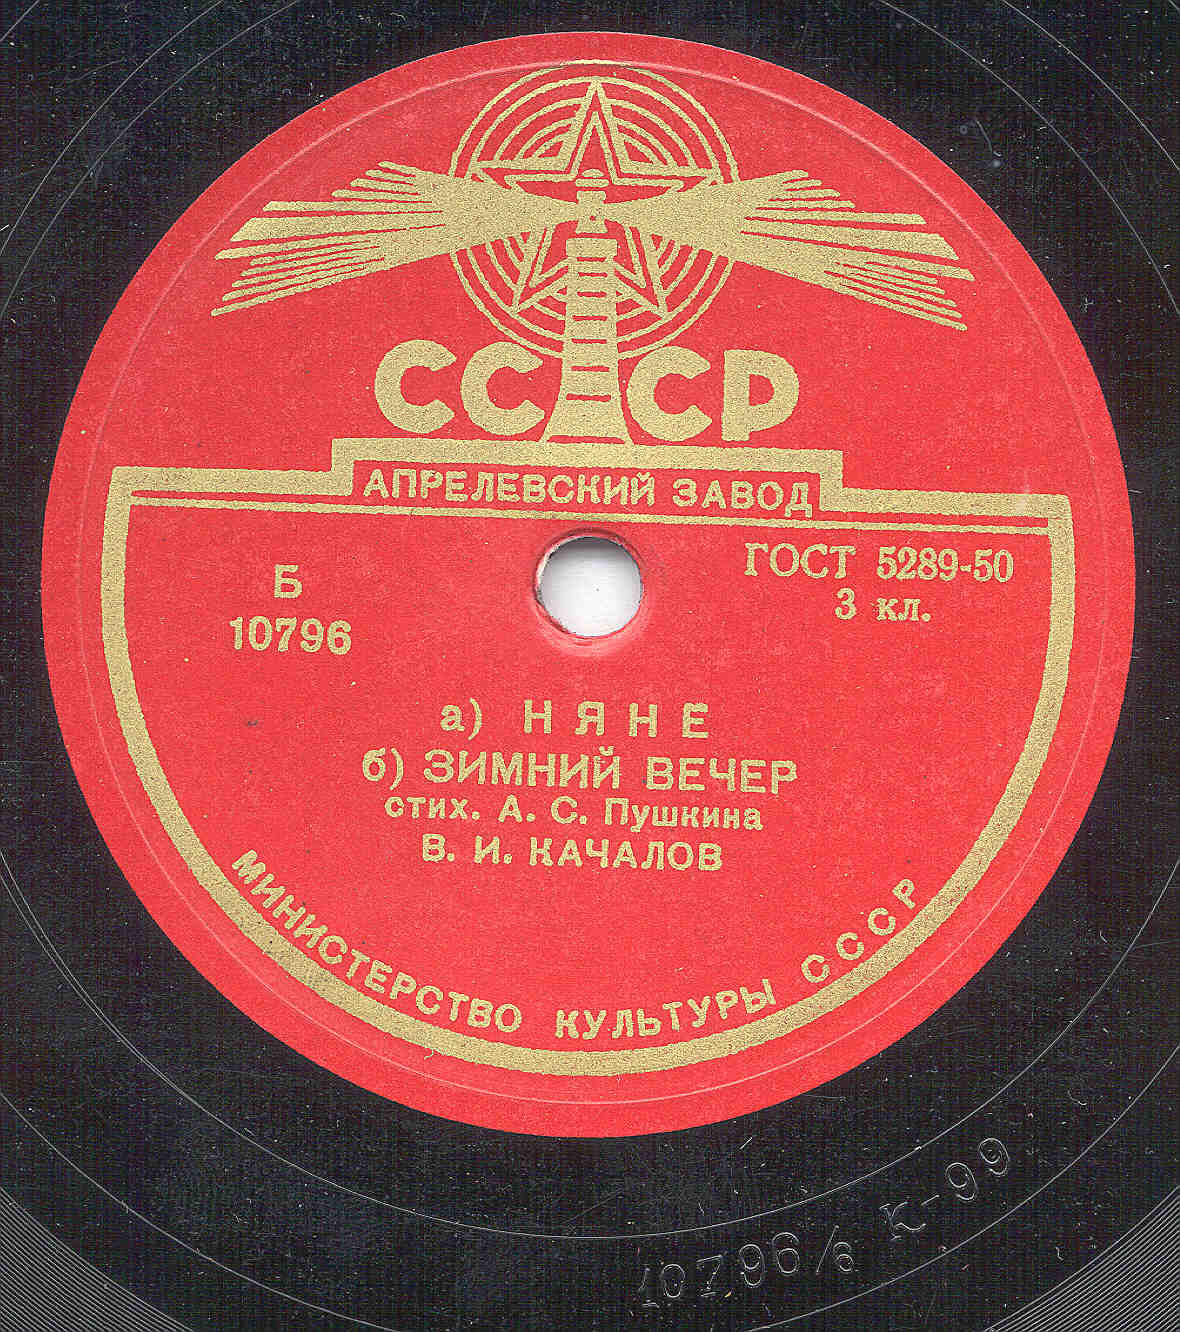 СССР
АПРЕЛЕВСКИЙ ЗАВОД
Б
10796
ГОСТ 5289-50
3 кл.
а) НЯНЕ
б) ЗИМНИЙ ВЕЧЕР
стих. А. С. Пушкина
В. И. КАЧАЛОВ
МИНИСТЕРСТВО КУЛЬТУРЫ СССР
10796/6 К-99